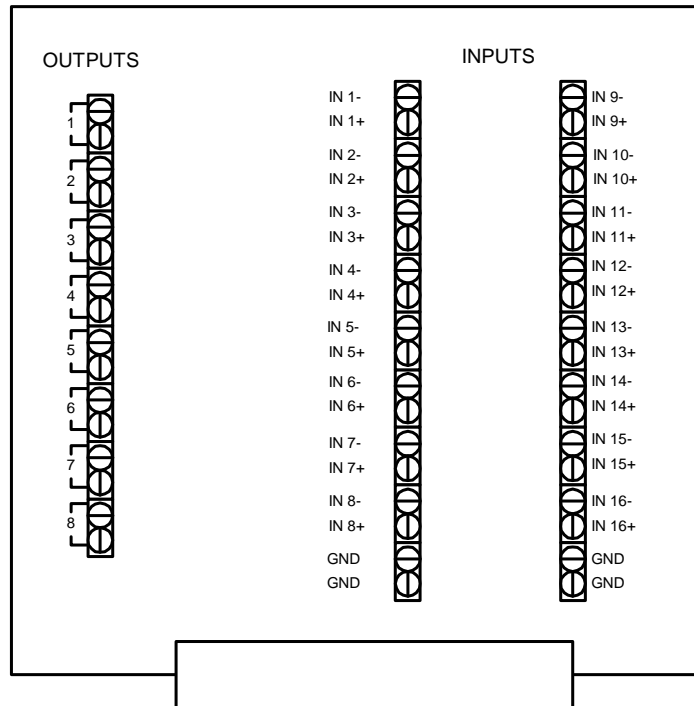 OUTPUTS
1
2
3
4
5
6
7
8
INPUTS
IN 1-
IN 1+
IN 2-
IN 2+
IN 3-
IN 3+
IN 4-
IN 4+
IN 5-
IN 5+
IN 6-
IN 6+
IN 7-
IN 7+
IN 8-
IN 8+
GND
GND
IN 9-
IN 9+
IN 10-
IN 10+
IN 11-
IN 11+
IN 12-
IN 12+
IN 13-
IN 13+
IN 14-
IN 14+
IN 15-
IN 15+
IN 16-
IN 16+
GND
GND